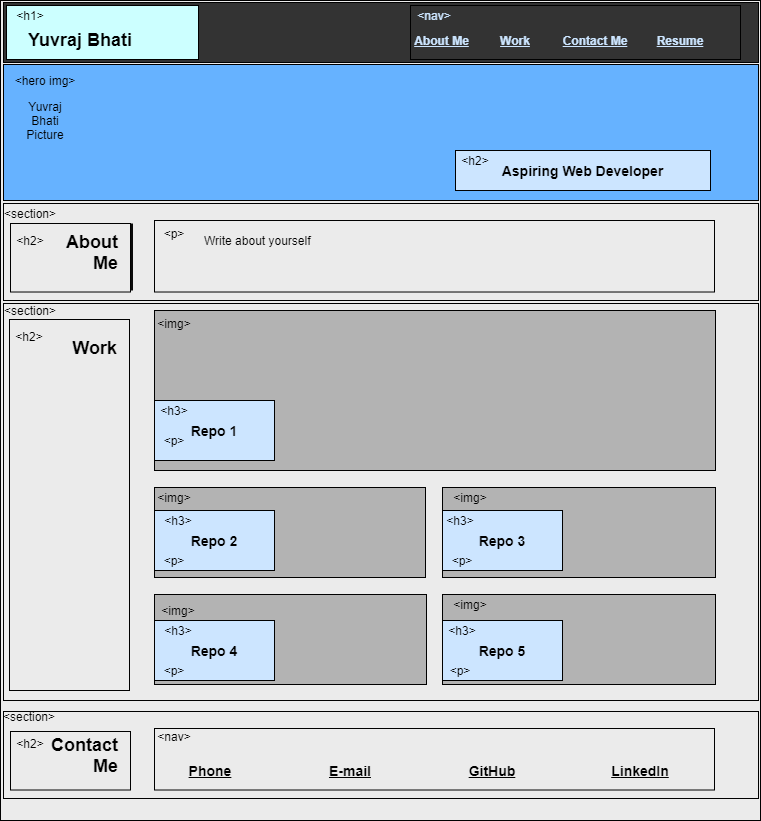 <h1>
Yuvraj Bhati
<nav>
About Me Work Contact Me Resume
<hero img>
Yuvraj
Bhati
Picture
<h2>
Aspiring Web Developer
<section>
<h2>
About
Me
<p>
Write about yourself
<section>
<h2>
Work
<img>
<h3>
Repo 1
<p>
<img>
<h3>
Repo 2
<p>
<img>
<h3>
Repo 3
<p>
<img>
<h3>
Repo 4
<p>
<img>
<h3>
Repo 5
<p>
<section>
<h2>
Contact
Me
<nav>
Phone E-mail GitHub LinkedIn